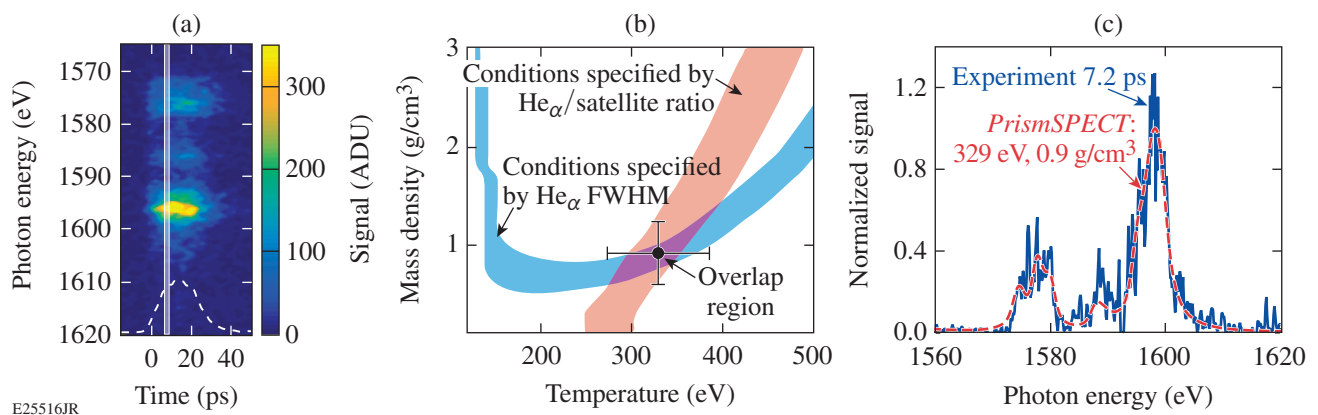 (a)
Photon energy (eV)
1570
1580
1590
1600
1610
1620
0
20
40
Time (ps)
300
200
100
0
Signal (ADU)
(b)
Mass density (g/cm³)
3
2
1
Conditions specified by
Heα/satellite ratio
Conditions specified
by Heα FWHM
Overlap
region
200
300
400
500
Temperature (eV)
(c)
Normalized signal
1.2
0.8
0.4
0.0
Experiment 7.2 ps
PrismSPECT:
329 eV, 0.9 g/cm³
1560
1580
1600
1620
Photon energy (eV)
E25516JR